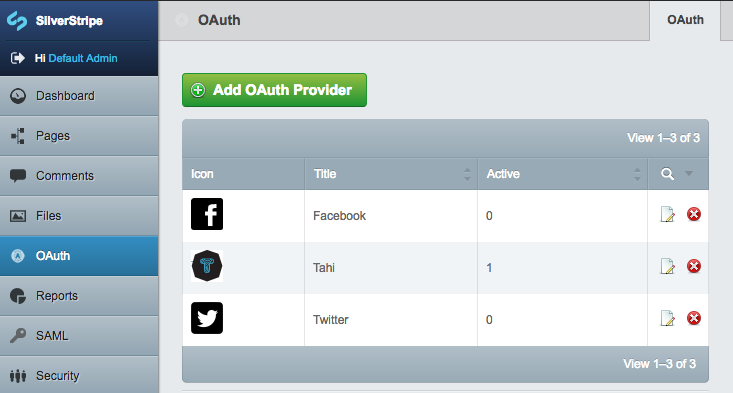 SilverStripe
Hi Default Admin
Dashboard
Pages
Comments
Files
OAuth
Reports
SAML
Security
OAuth
OAuth
Add OAuth Provider
View 1–3 of 3
Icon Title Active
Facebook 0
Tahi 1
Twitter 0
View 1–3 of 3